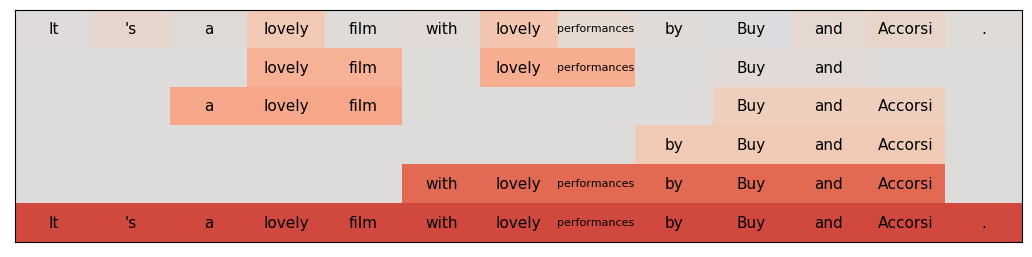 It 's a lovely film with lovely performances by Buy and Accorsi .
lovely film lovely performances Buy and
a lovely film Buy and Accorsi
by Buy and Accorsi
with lovely performances by Buy and Accorsi
It 's a lovely film with lovely performances by Buy and Accorsi .